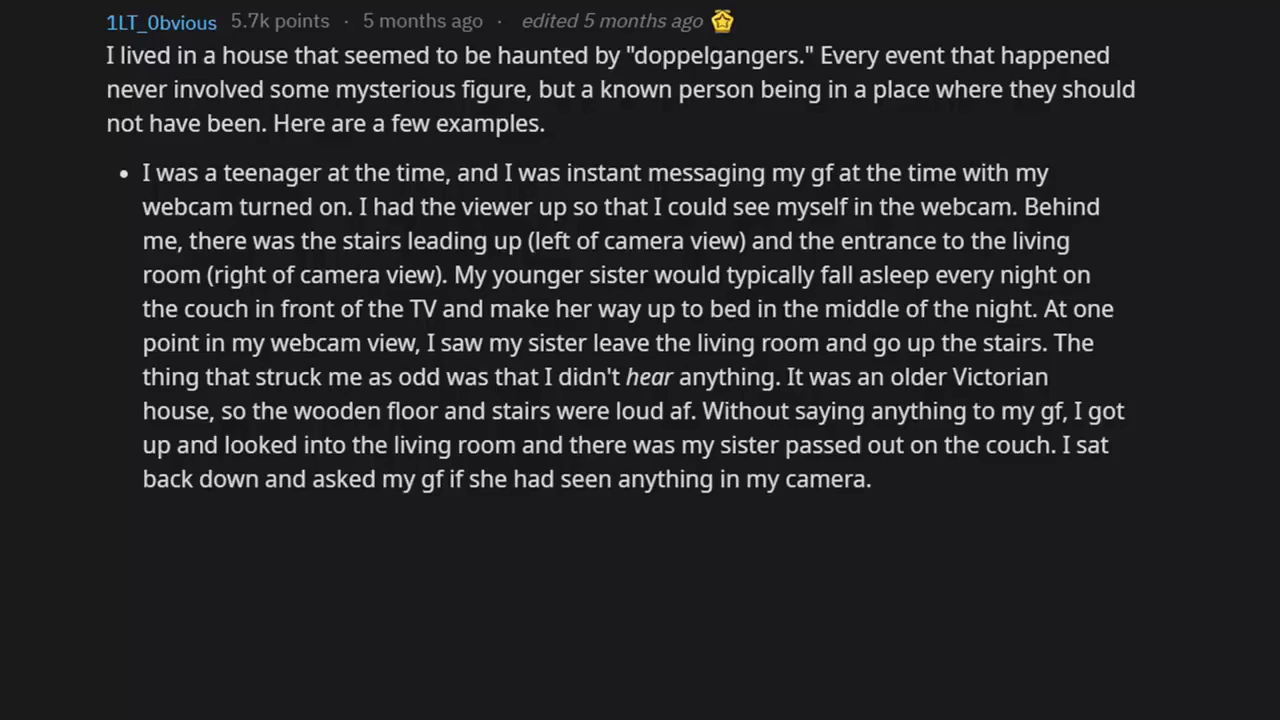 1LT_0bvious 5.7k points · 5 months ago · edited 5 months ago
I lived in a house that seemed to be haunted by "doppelgangers." Every event that happened
never involved some mysterious figure, but a known person being in a place where they should
not have been. Here are a few examples.
• I was a teenager at the time, and I was instant messaging my gf at the time with my
webcam turned on. I had the viewer up so that I could see myself in the webcam. Behind
me, there was the stairs leading up (left of camera view) and the entrance to the living
room (right of camera view). My younger sister would typically fall asleep every night on
the couch in front of the TV and make her way up to bed in the middle of the night. At one
point in my webcam view, I saw my sister leave the living room and go up the stairs. The
thing that struck me as odd was that I didn't hear anything. It was an older Victorian
house, so the wooden floor and stairs were loud af. Without saying anything to my gf, I got
up and looked into the living room and there was my sister passed out on the couch. I sat
back down and asked my gf if she had seen anything in my camera.